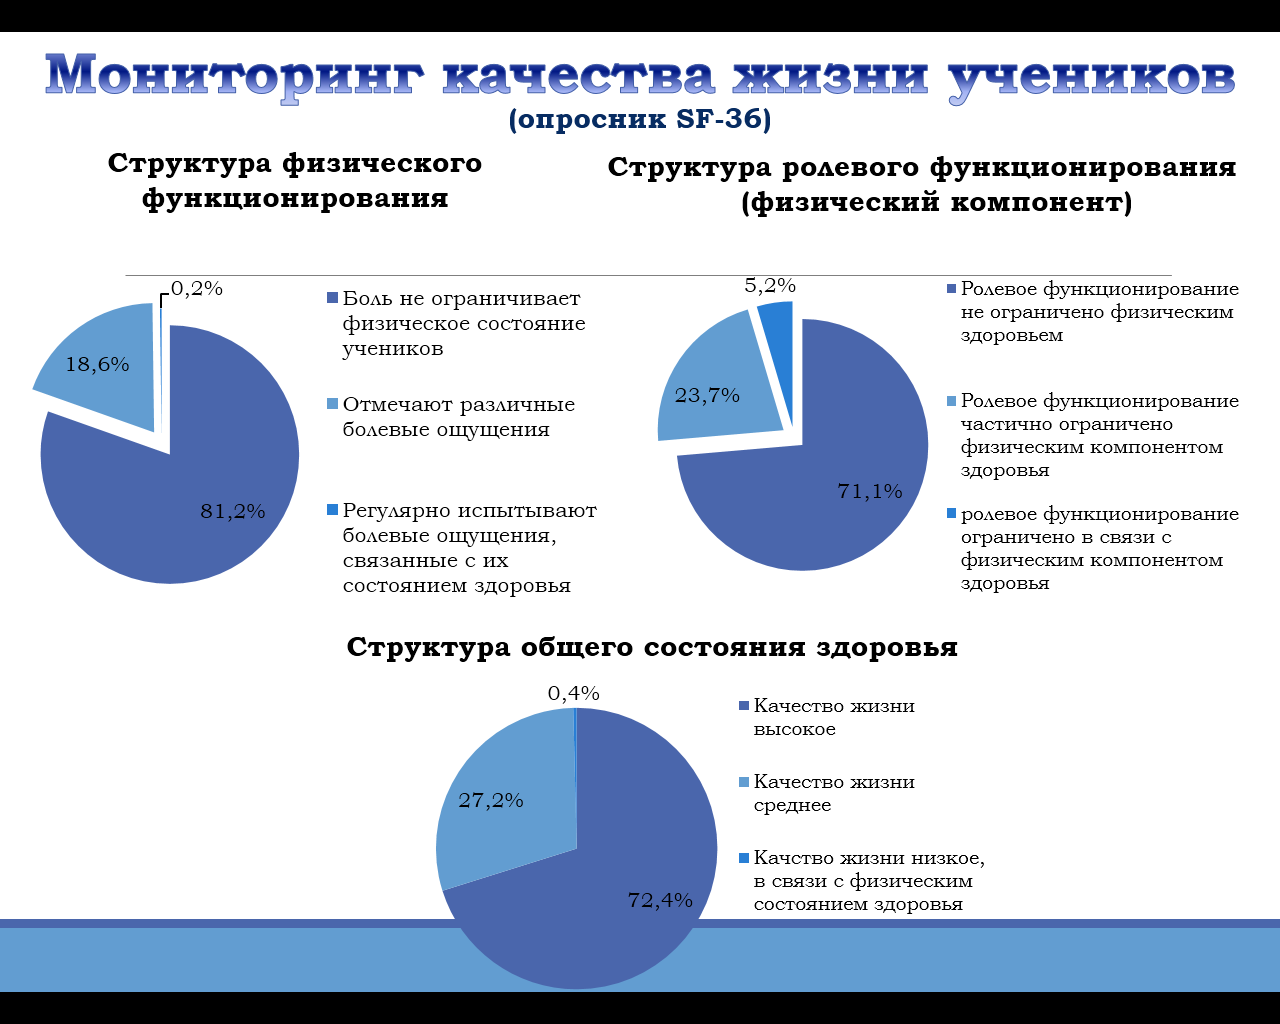 Мониторинг качества жизни учеников
(опросник SF-36)
Структура физического
функционирования
0,2%
18,6%
81,2%
Боль не ограничивает
физическое состояние
учеников
Отмечают различные
болевые ощущения
Регулярно испытывают
болевые ощущения,
связанные с их
состоянием здоровья
Структура ролевого функционирования
(физический компонент)
5,2%
23,7%
71,1%
Ролевое функционирование
не ограничено физическим
здоровьем
Ролевое функционирование
частично ограничено
физическим компонентом
здоровья
ролевое функционирование
ограничено в связи с
физическим компонентом
здоровья
Структура общего состояния здоровья
0,4%
27,2%
72,4%
Качество жизни
высокое
Качество жизни
среднее
Качство жизни низкое,
в связи с физическим
состоянием здоровья